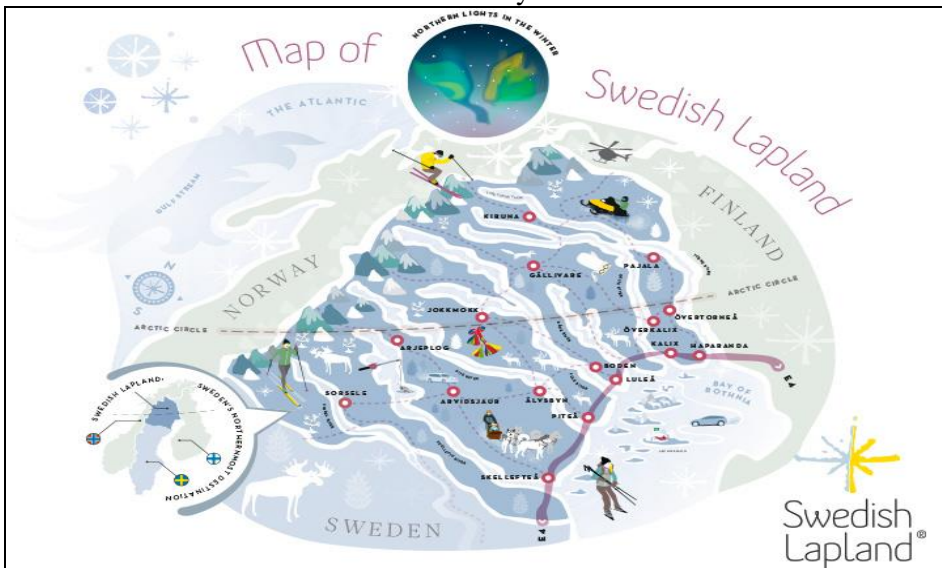 NORTHERN LIGHTS IN THE WINTER
Map of
Swedish Lapland
THE ATLANTIC
GULF STREAM
NORWAY
FINLAND
N
S
KIRUNA
GÄLLIVARE
PAJALA
ARCTIC CIRCLE
JOKKMOKK
ÖVERTORNEÅ
ÖVERKALIX
ARCTIC CIRCLE
ARJEPLOG
KALIX
HAPARANDA
BODEN
LULEÅ
E4
BAY OF
BOTHNIA
SORSELE
ARVIDSJAUR
ÄLVSBYN
PITEÅ
SKELLEFTEÅ
E4
SWEDEN
SWEDISH LAPLAND,
SWEDEN'S NORTHERNMOST DESTINATION
Swedish
Lapland®